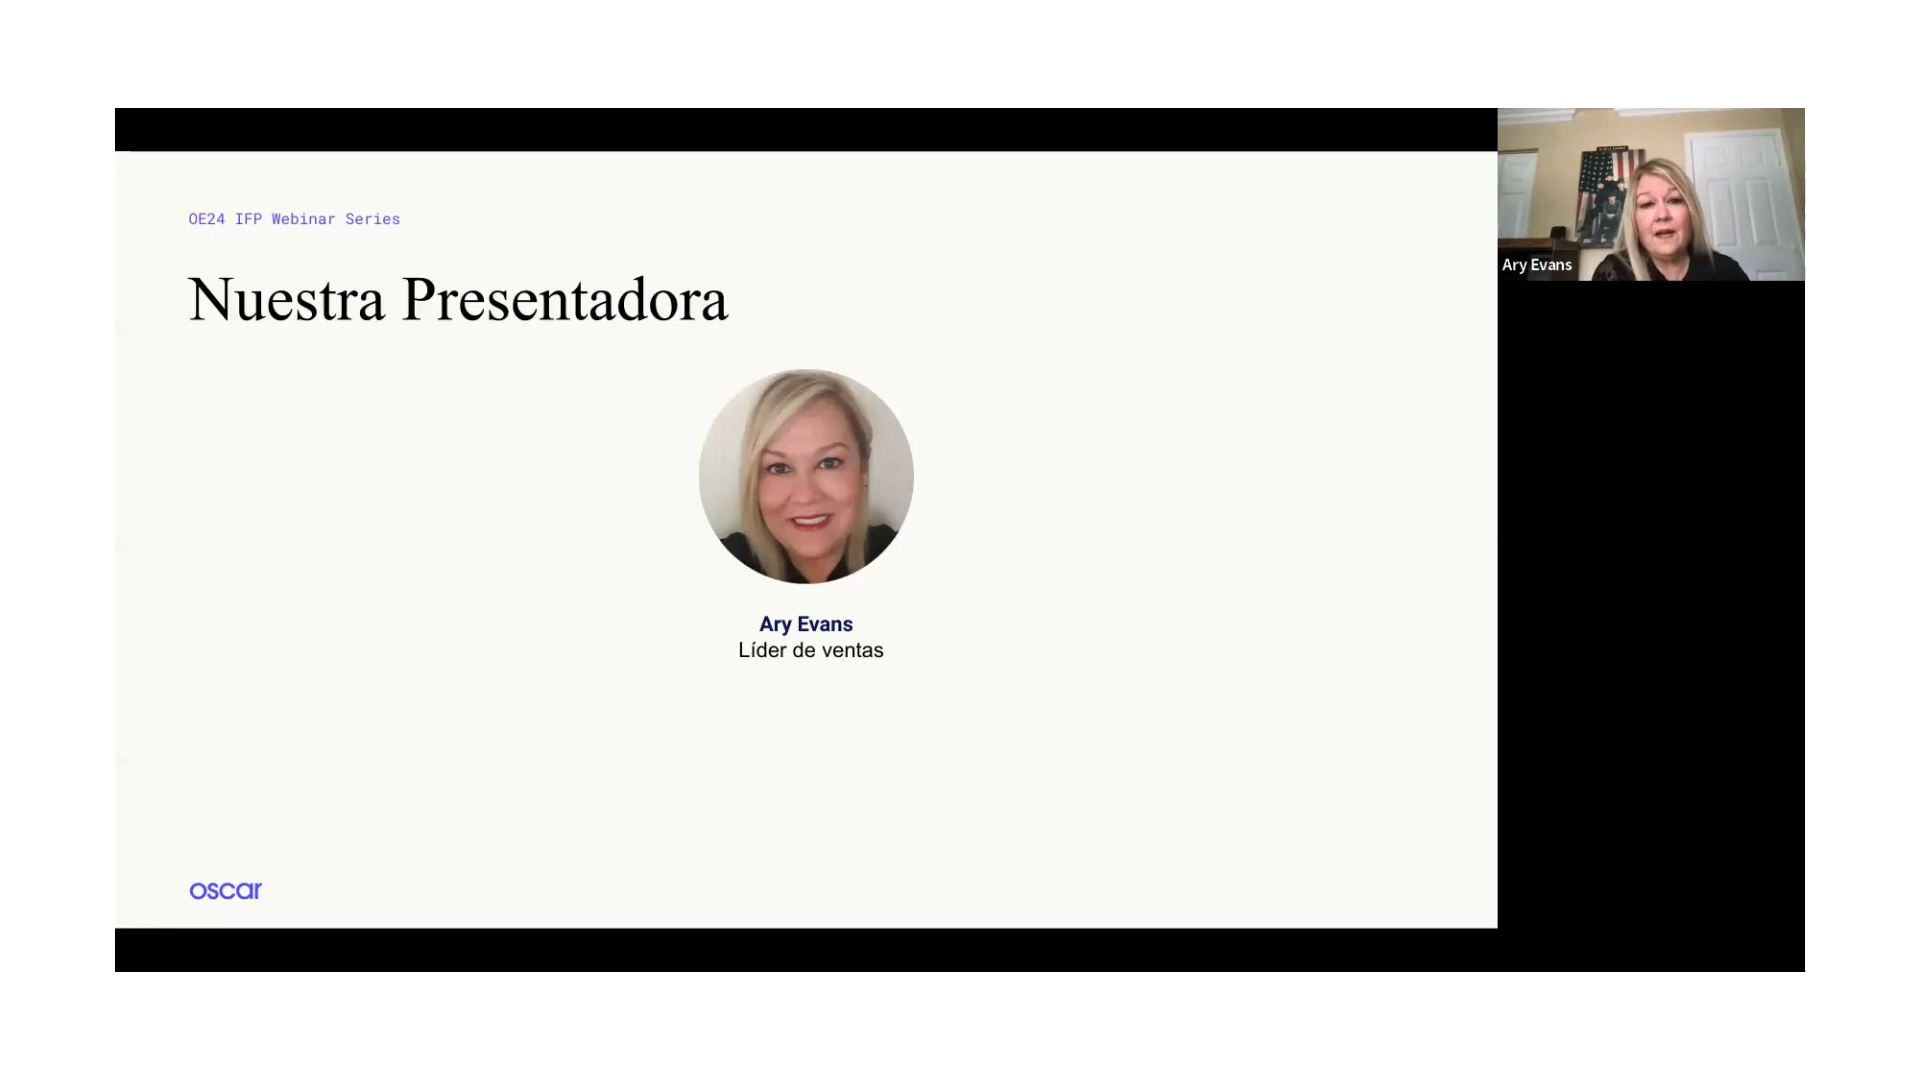 OE24 IFP Webinar Series
Nuestra Presentadora
Ary Evans
Líder de ventas
oscar
Ary Evans